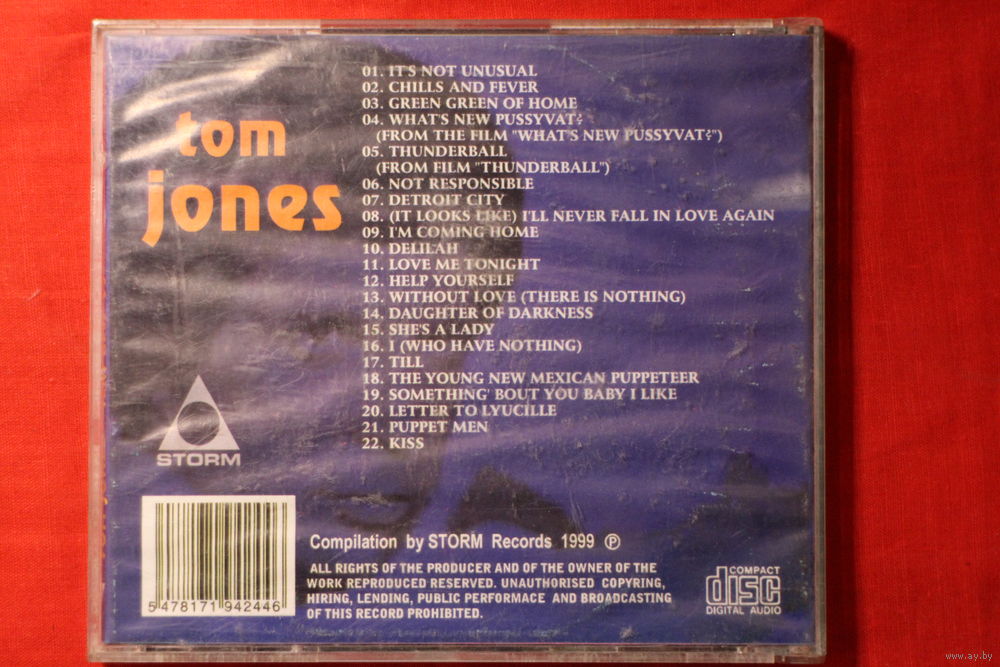 tom
jones
01. IT'S NOT UNUSUAL
02. CHILLS AND FEVER
03. GREEN GREEN OF HOME
04. WHAT'S NEW PUSSYVAT?
(FROM THE FILM "WHAT'S NEW PUSSYVAT?")
05. THUNDERBALL
(FROM FILM "THUNDERBALL")
06. NOT RESPONSIBLE
07. DETROIT CITY
08. (IT LOOKS LIKE) I'LL NEVER FALL IN LOVE AGAIN
09. I'M COMING HOME
10. DELILAH
11. LOVE ME TONIGHT
12. HELP YOURSELF
13. WITHOUT LOVE (THERE IS NOTHING)
14. DAUGHTER OF DARKNESS
15. SHE'S A LADY
16. I (WHO HAVE NOTHING)
17. TILL
18. THE YOUNG NEW MEXICAN PUPPETEER
19. SOMETHING' BOUT YOU BABY I LIKE
20. LETTER TO LYUCILLE
21. PUPPET MEN
22. KISS
STORM
5 478171 942446
Compilation by STORM Records 1999 ℗
ALL RIGHTS OF THE PRODUCER AND OF THE OWNER OF THE
WORK REPRODUCED RESERVED. UNAUTHORISED COPYRING,
HIRING, LENDING, PUBLIC PERFORMACE AND BROADCASTING
OF THIS RECORD PROHIBITED.
COMPACT
disc
DIGITAL AUDIO
www.ay.by